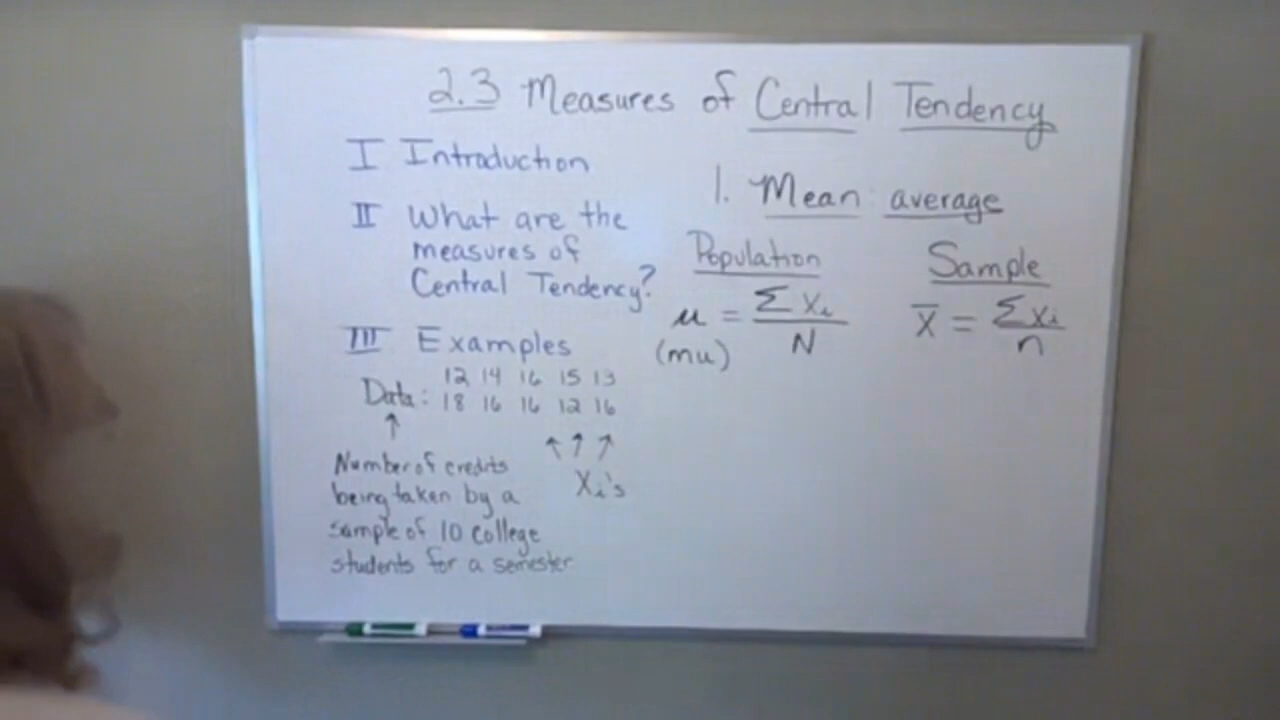 2.3 Measures of Central Tendency
I Introduction
II What are the
measures of
Central Tendency?
III Examples
12 14 16 15 13
Data: 18 16 16 12 16
↑
Number of credits
being taken by a
sample of 10 college
students for a semester
↖ ↑ ↗
Xi's
1. Mean: average
Population
μ = Σxi / N
(mu)
Sample
x̄ = Σxi / n